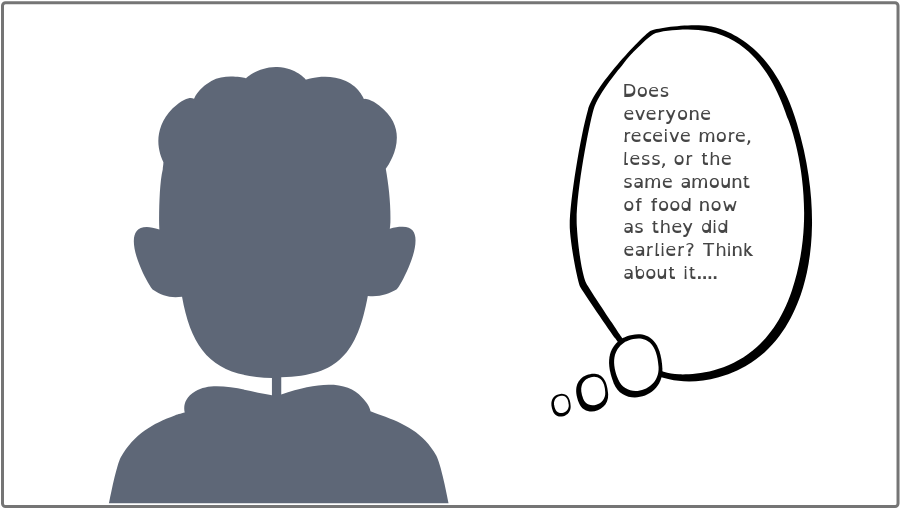 Does
everyone
receive more,
less, or the
same amount
of food now
as they did
earlier? Think
about it....